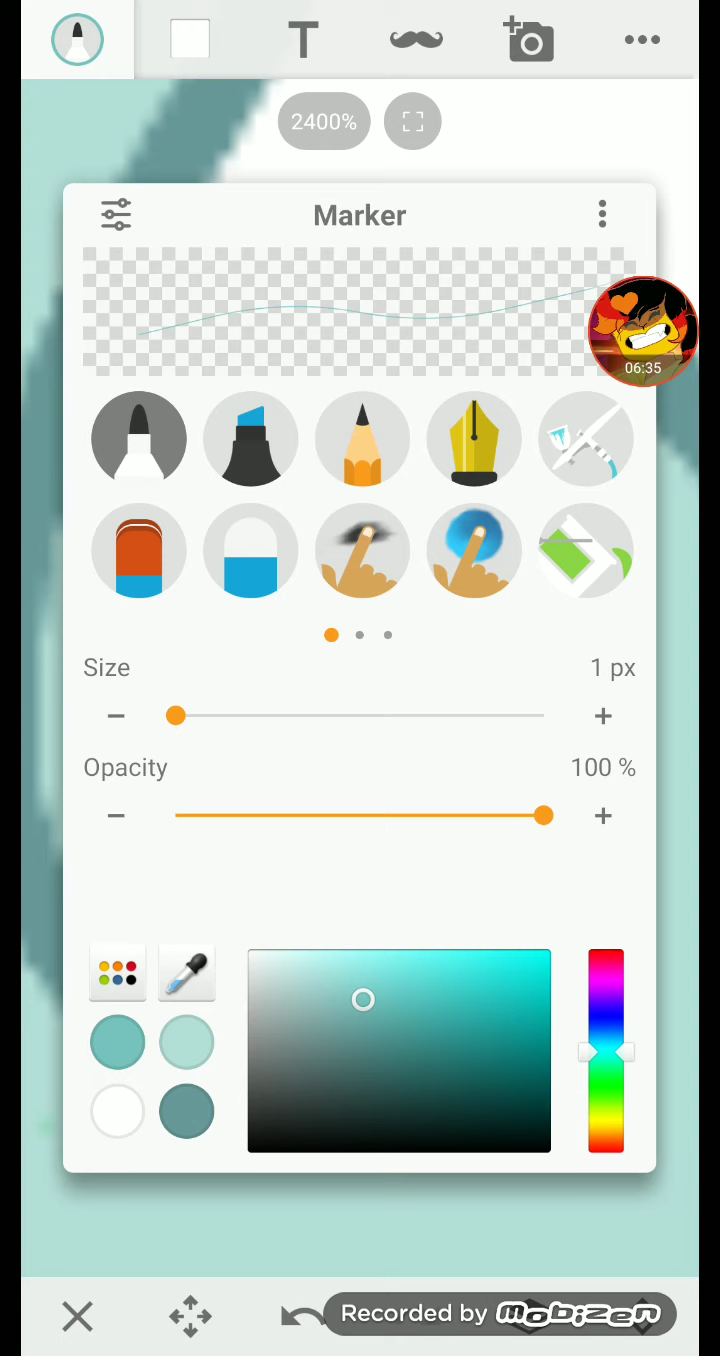 T
2400%
Marker
06:35
Size
1 px
Opacity
100 %
Recorded by mobizen